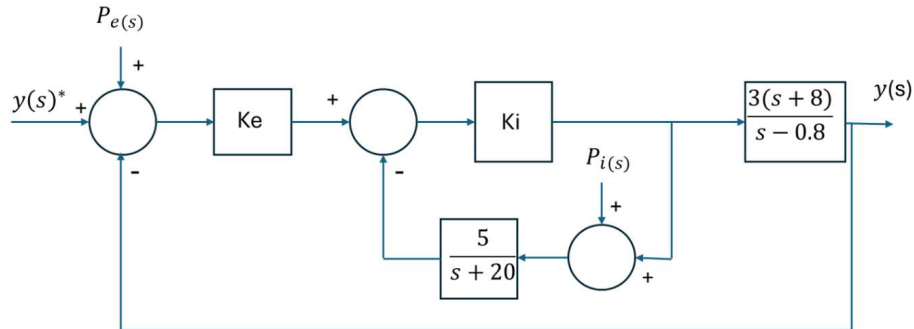 P_{e(s)}
+
y(s)* +
Ke
+
Ki
3(s + 8)
s − 0.8
y(s)
-
-
P_{i(s)}
+
5
s + 20
+